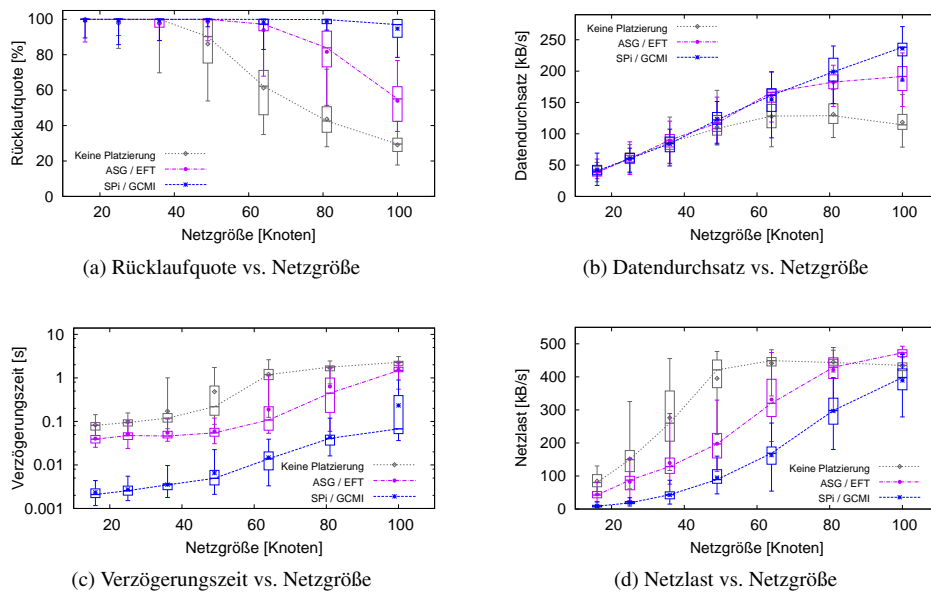 100
80
60
40
20
0
20
40
60
80
100
Rücklaufquote [%]
Netzgröße [Knoten]
Keine Platzierung
ASG / EFT
SPi / GCMI
(a) Rücklaufquote vs. Netzgröße
250
200
150
100
50
0
20
40
60
80
100
Datendurchsatz [kB/s]
Netzgröße [Knoten]
Keine Platzierung
ASG / EFT
SPi / GCMI
(b) Datendurchsatz vs. Netzgröße
10
1
0.1
0.01
0.001
20
40
60
80
100
Verzögerungszeit [s]
Netzgröße [Knoten]
Keine Platzierung
ASG / EFT
SPi / GCMI
(c) Verzögerungszeit vs. Netzgröße
500
400
300
200
100
0
20
40
60
80
100
Netzlast [kB/s]
Netzgröße [Knoten]
Keine Platzierung
ASG / EFT
SPi / GCMI
(d) Netzlast vs. Netzgröße